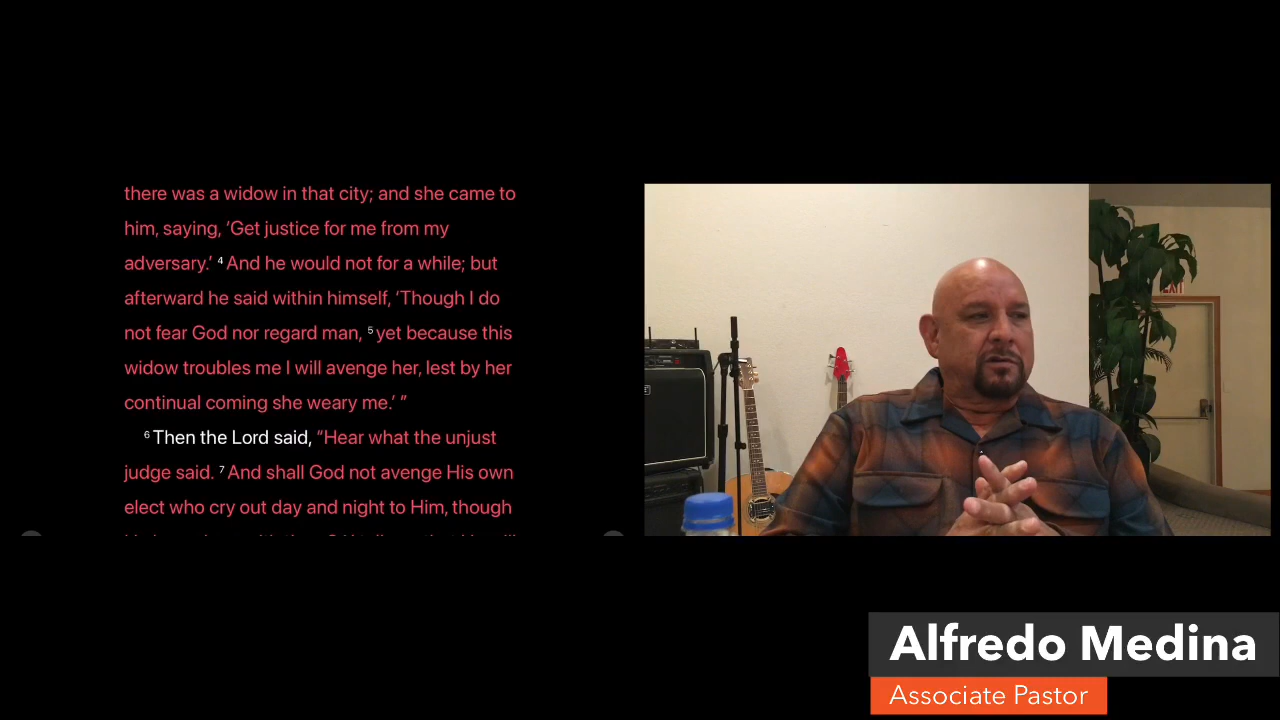 there was a widow in that city; and she came to
him, saying, ‘Get justice for me from my
adversary.’ 4 And he would not for a while; but
afterward he said within himself, ‘Though I do
not fear God nor regard man, 5 yet because this
widow troubles me I will avenge her, lest by her
continual coming she weary me.’ ”
6 Then the Lord said, “Hear what the unjust
judge said. 7 And shall God not avenge His own
elect who cry out day and night to Him, though
EXIT
Alfredo Medina
Associate Pastor